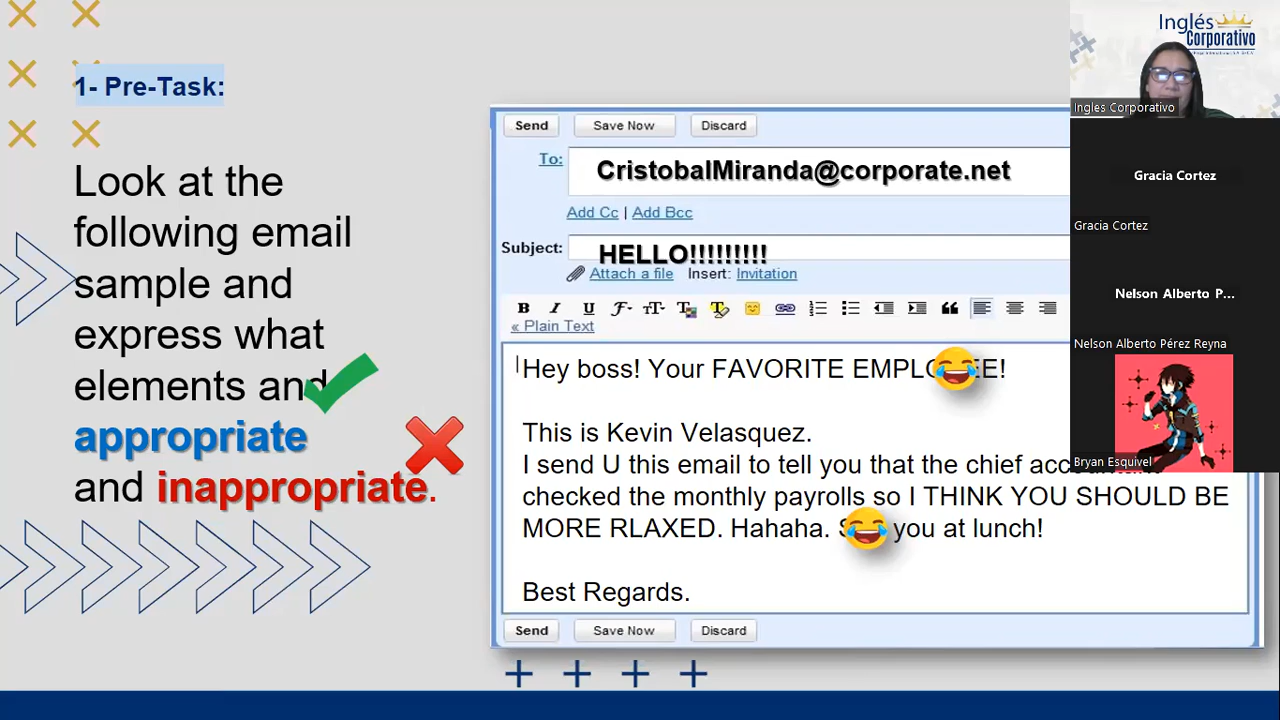 1- Pre-Task:
Look at the
following email
sample and
express what
elements and
appropriate
and inappropriate.
Send Save Now Discard
To: CristobalMiranda@corporate.net
Add Cc | Add Bcc
Subject: HELLO!!!!!!!!!
Attach a file Insert: Invitation
B I U
« Plain Text
Hey boss! Your FAVORITE EMPLOYEE!
This is Kevin Velasquez.
I send U this email to tell you that the chief
checked the monthly payrolls so I THINK YOU SHOULD BE
MORE RLAXED. Hahaha. See you at lunch!
Best Regards.
Send Save Now Discard
Inglés
Corporativo
Ingles Corporativo
Gracia Cortez
Gracia Cortez
Nelson Alberto P...
Nelson Alberto Pérez Reyna
Bryan Esquivel